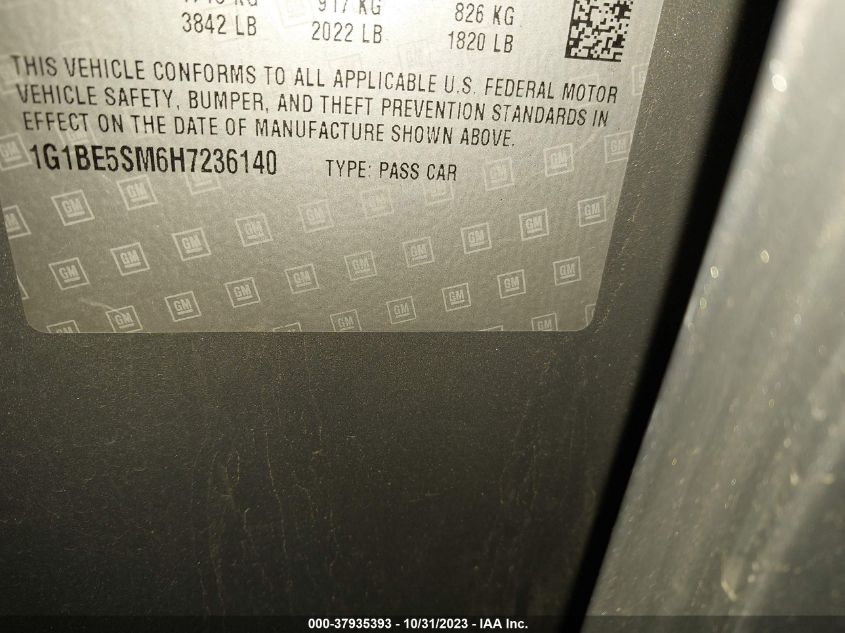 917 KG 826 KG
3842 LB 2022 LB 1820 LB
THIS VEHICLE CONFORMS TO ALL APPLICABLE U.S. FEDERAL MOTOR
VEHICLE SAFETY, BUMPER, AND THEFT PREVENTION STANDARDS IN
EFFECT ON THE DATE OF MANUFACTURE SHOWN ABOVE.
1G1BE5SM6H7236140 TYPE: PASS CAR
GM
000-37935393 - 10/31/2023 - IAA Inc.